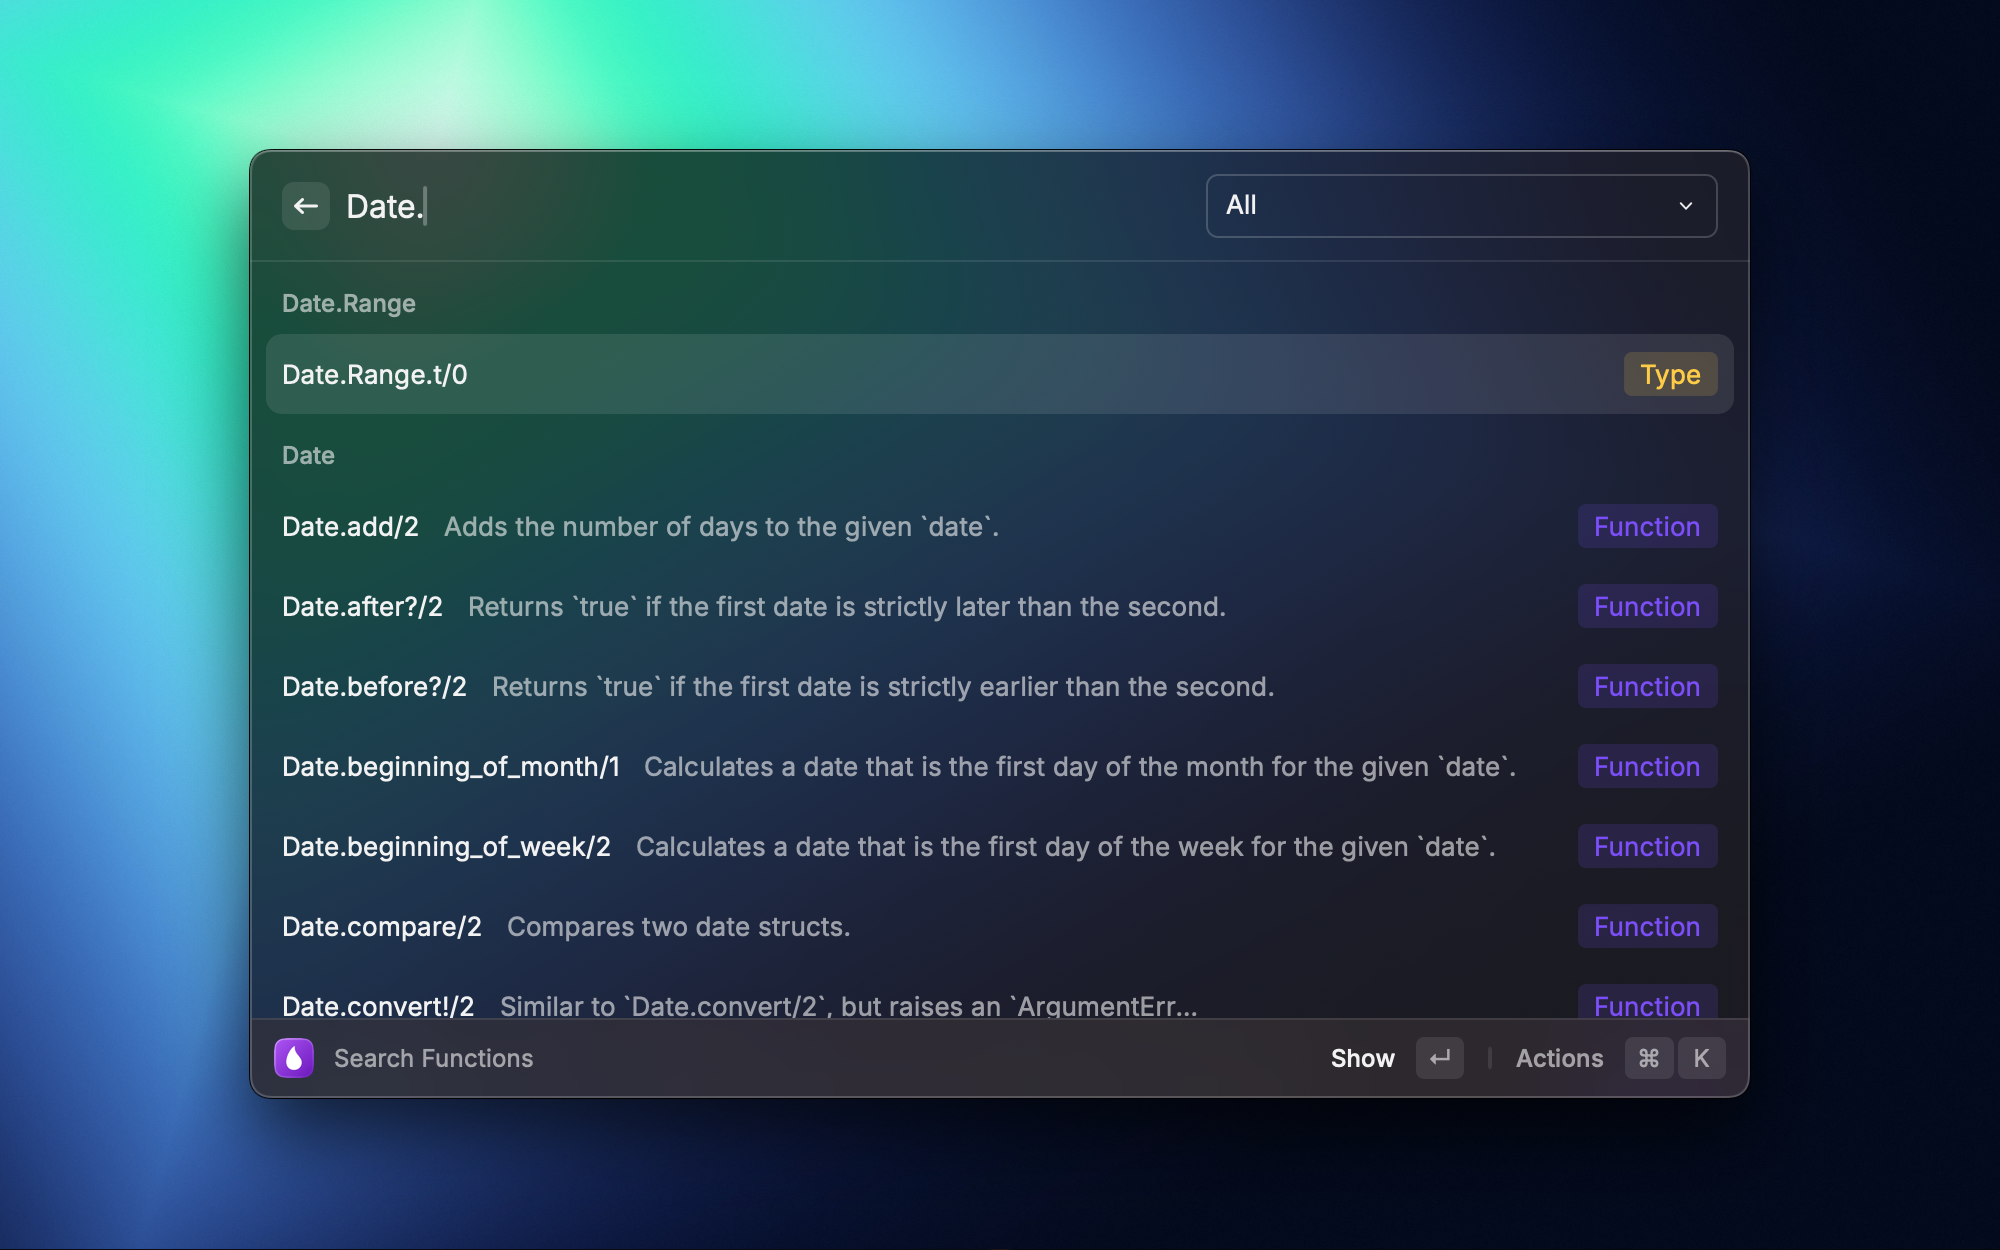 Date.
All
Date.Range
Date.Range.t/0 Type
Date
Date.add/2 Adds the number of days to the given `date`. Function
Date.after?/2 Returns `true` if the first date is strictly later than the second. Function
Date.before?/2 Returns `true` if the first date is strictly earlier than the second. Function
Date.beginning_of_month/1 Calculates a date that is the first day of the month for the given `date`. Function
Date.beginning_of_week/2 Calculates a date that is the first day of the week for the given `date`. Function
Date.compare/2 Compares two date structs. Function
Date.convert!/2 Similar to `Date.convert/2`, but raises an `ArgumentErr... Function
Search Functions Show ↵ Actions ⌘ K